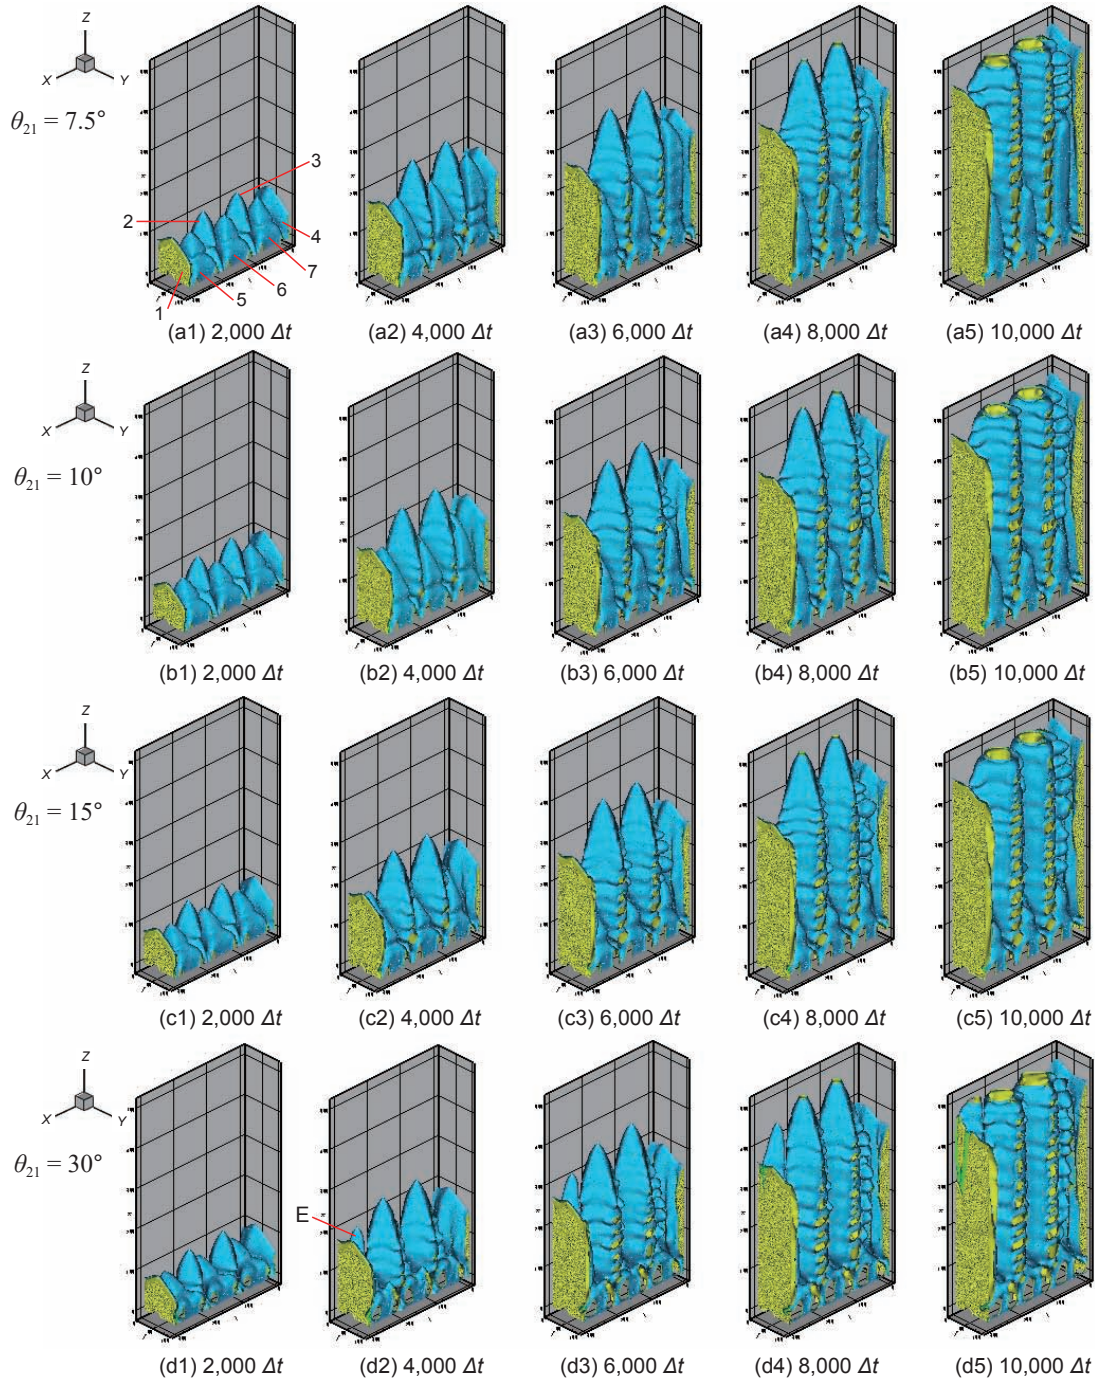 Z
X
Y
θ21 = 7.5°
1
2
3
4
5
6
7
(a1) 2,000 Δt
(a2) 4,000 Δt
(a3) 6,000 Δt
(a4) 8,000 Δt
(a5) 10,000 Δt
Z
X
Y
θ21 = 10°
(b1) 2,000 Δt
(b2) 4,000 Δt
(b3) 6,000 Δt
(b4) 8,000 Δt
(b5) 10,000 Δt
Z
X
Y
θ21 = 15°
(c1) 2,000 Δt
(c2) 4,000 Δt
(c3) 6,000 Δt
(c4) 8,000 Δt
(c5) 10,000 Δt
Z
X
Y
θ21 = 30°
E
(d1) 2,000 Δt
(d2) 4,000 Δt
(d3) 6,000 Δt
(d4) 8,000 Δt
(d5) 10,000 Δt